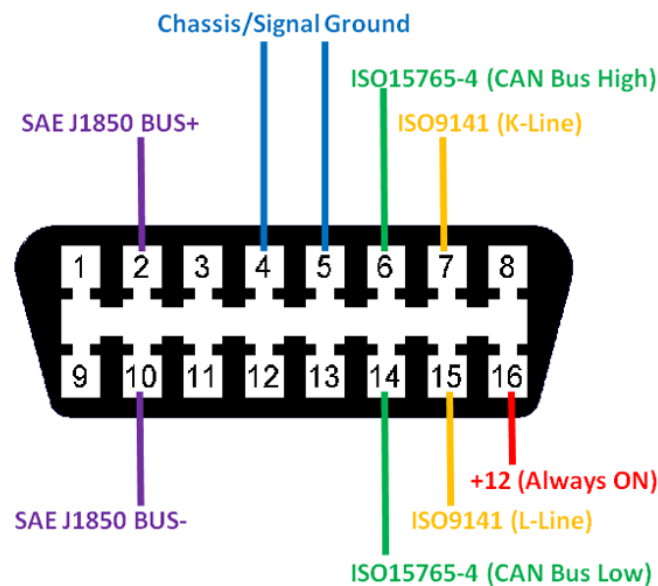 Chassis/Signal Ground
ISO15765-4 (CAN Bus High)
SAE J1850 BUS+
ISO9141 (K-Line)
1 2 3 4 5 6 7 8
9 10 11 12 13 14 15 16
+12 (Always ON)
SAE J1850 BUS-
ISO9141 (L-Line)
ISO15765-4 (CAN Bus Low)